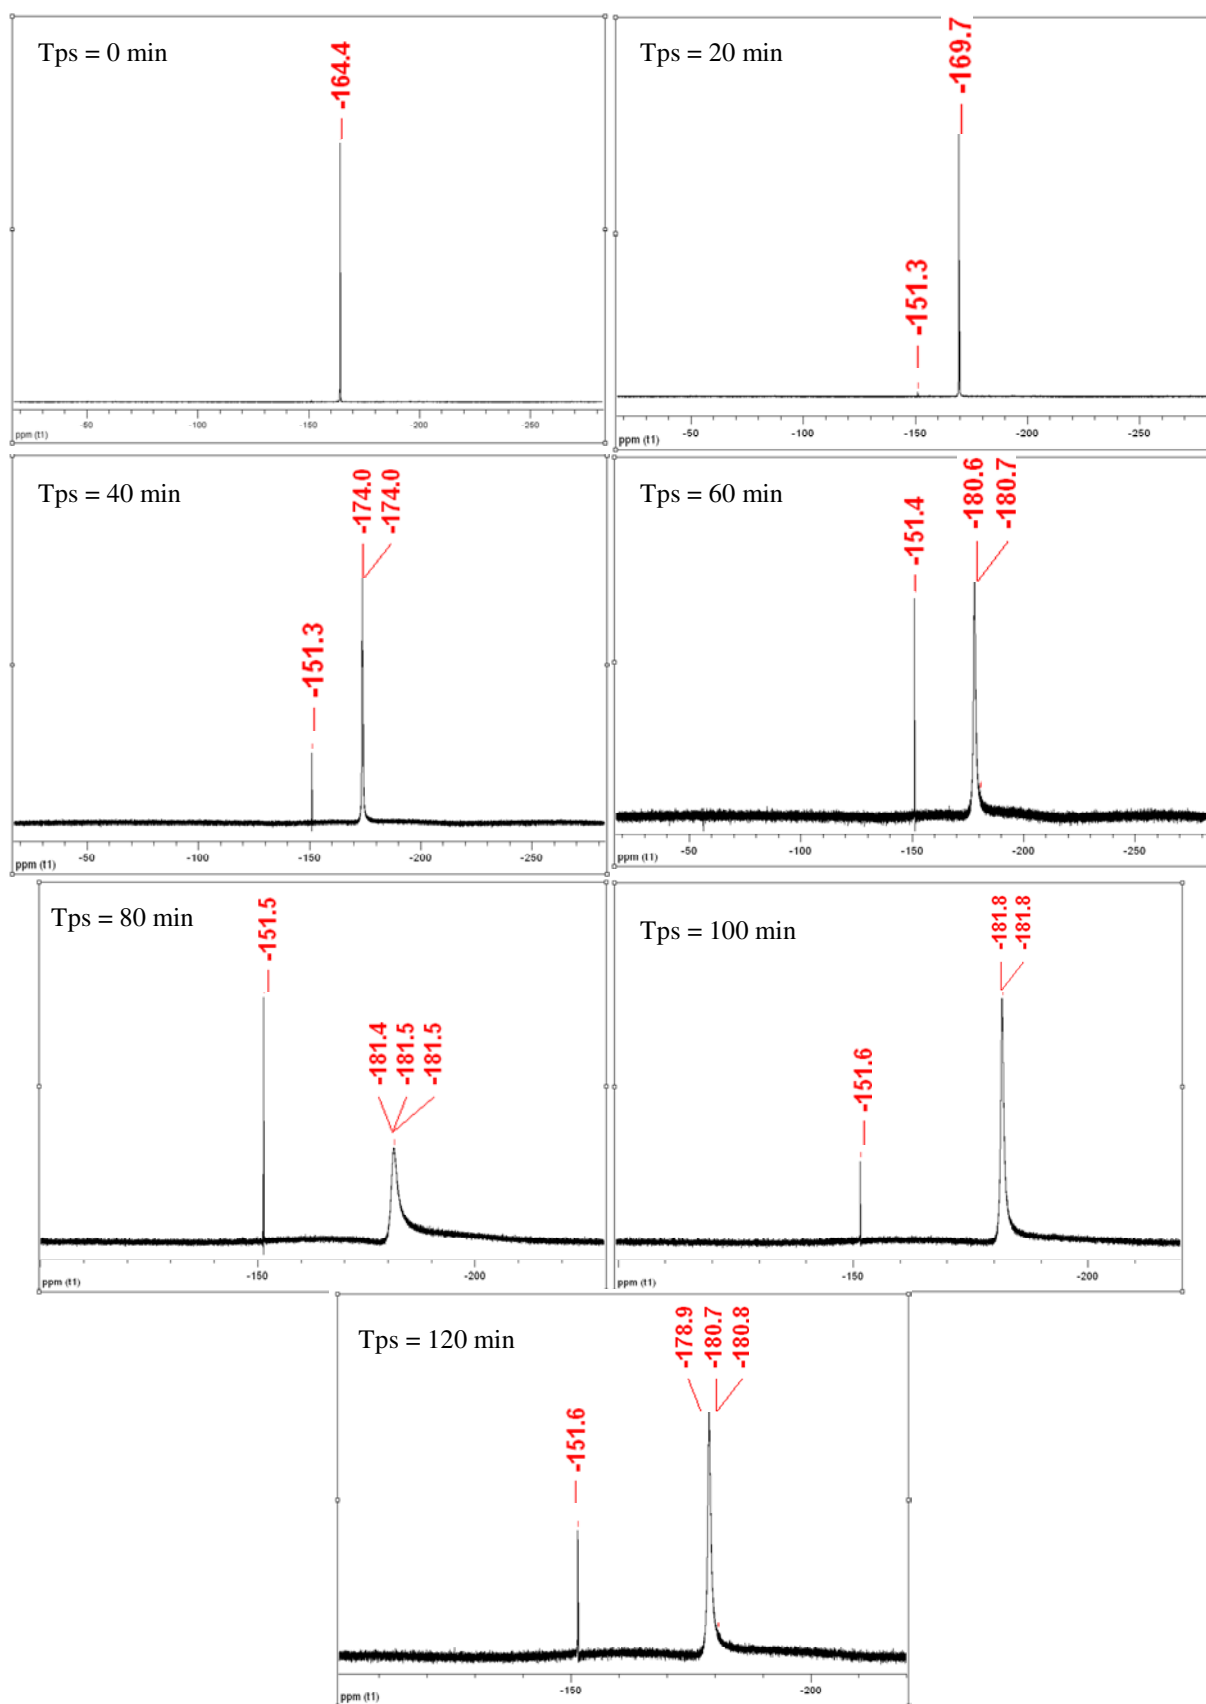 Tps = 0 min
-164.4
-50 -100 -150 -200 -250
ppm (t1)
Tps = 20 min
-151.3
-169.7
-50 -100 -150 -200 -250
ppm (t1)
Tps = 40 min
-151.3
-174.0
-174.0
-50 -100 -150 -200 -250
ppm (t1)
Tps = 60 min
-151.4
-180.6
-180.7
-50 -100 -150 -200 -250
ppm (t1)
Tps = 80 min
-151.5
-181.4
-181.5
-181.5
-150 -200
ppm (t1)
Tps = 100 min
-151.6
-181.8
-181.8
-150 -200
ppm (t1)
Tps = 120 min
-151.6
-178.9
-180.7
-180.8
-150 -200
ppm (t1)